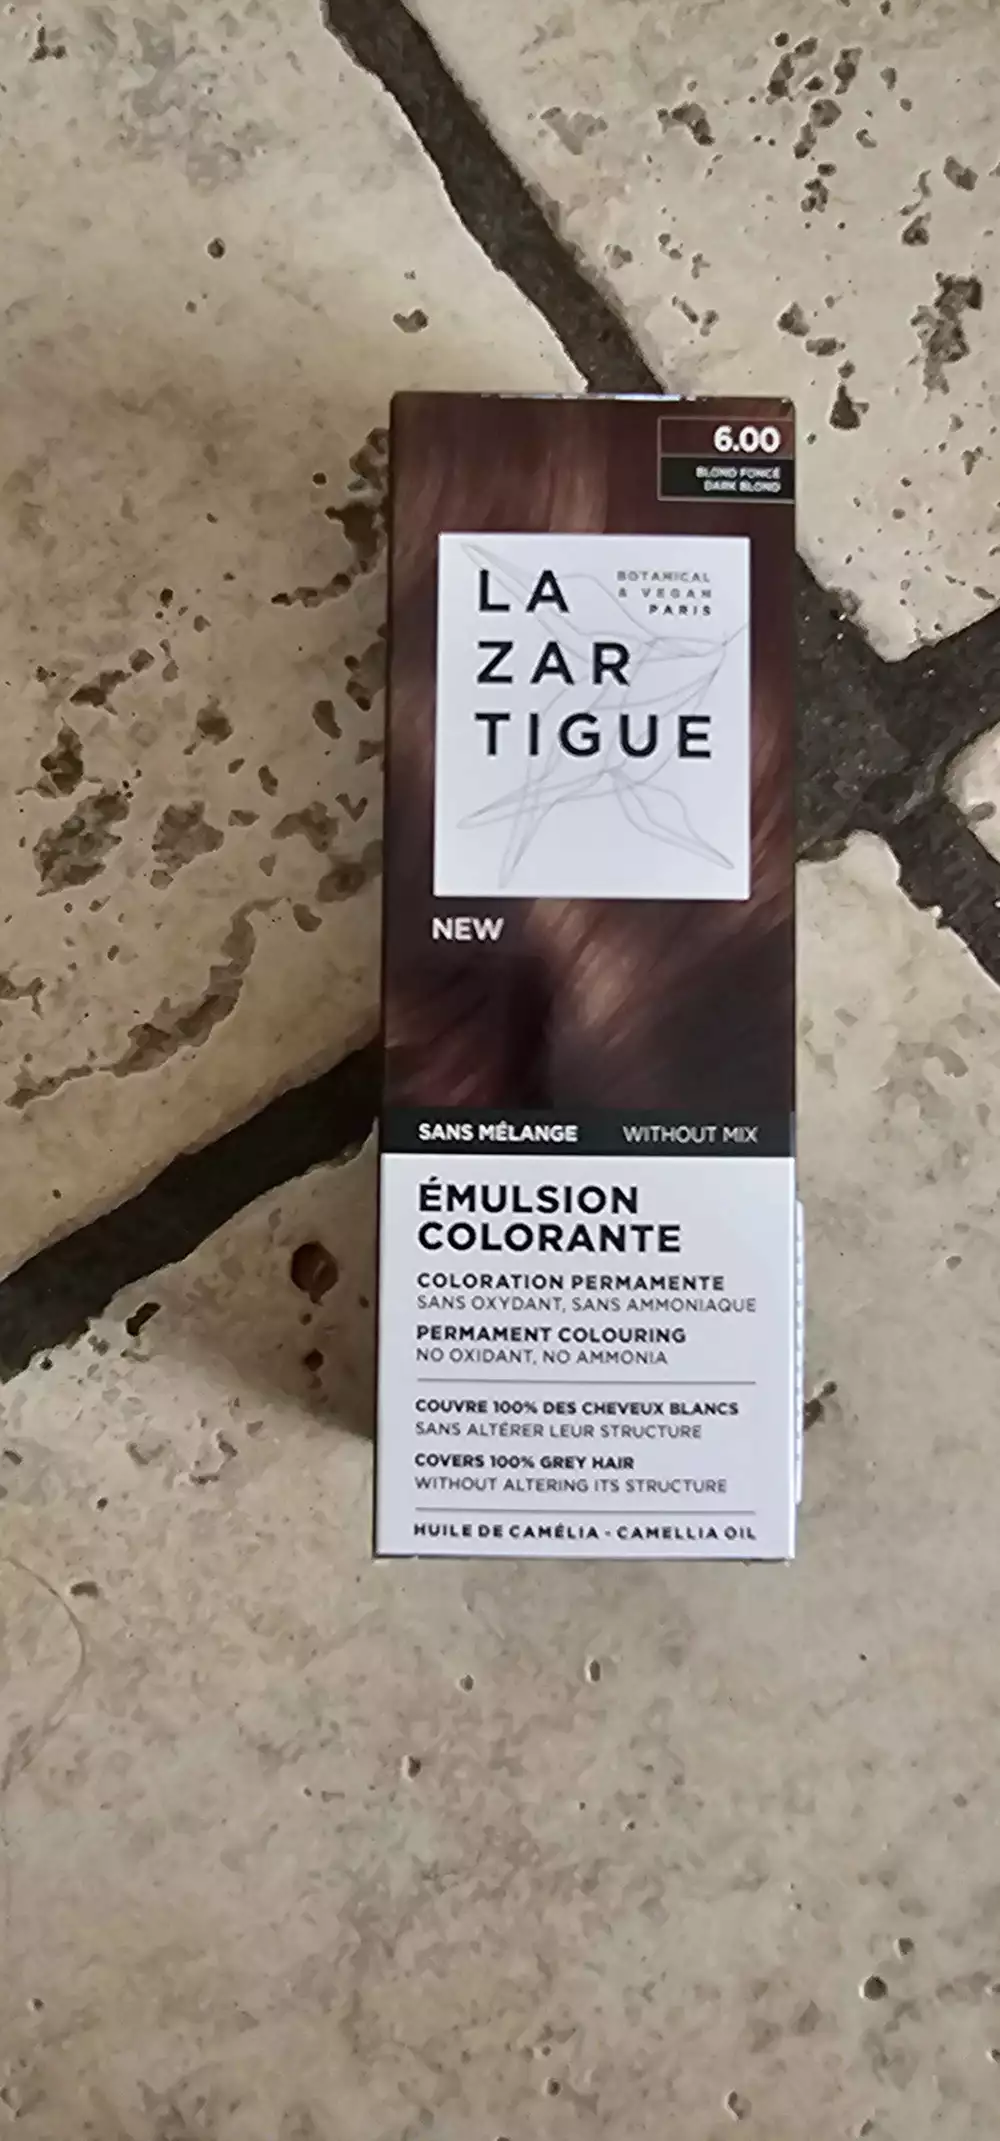 6.00
BLOND FONCÉ
DARK BLOND
LA
ZAR
TIGUE
BOTANICAL
& VEGAN
PARIS
NEW
SANS MÉLANGE WITHOUT MIX
ÉMULSION
COLORANTE
COLORATION PERMAMENTE
SANS OXYDANT, SANS AMMONIAQUE
PERMAMENT COLOURING
NO OXIDANT, NO AMMONIA
COUVRE 100% DES CHEVEUX BLANCS
SANS ALTÉRER LEUR STRUCTURE
COVERS 100% GREY HAIR
WITHOUT ALTERING ITS STRUCTURE
HUILE DE CAMÉLIA - CAMELLIA OIL